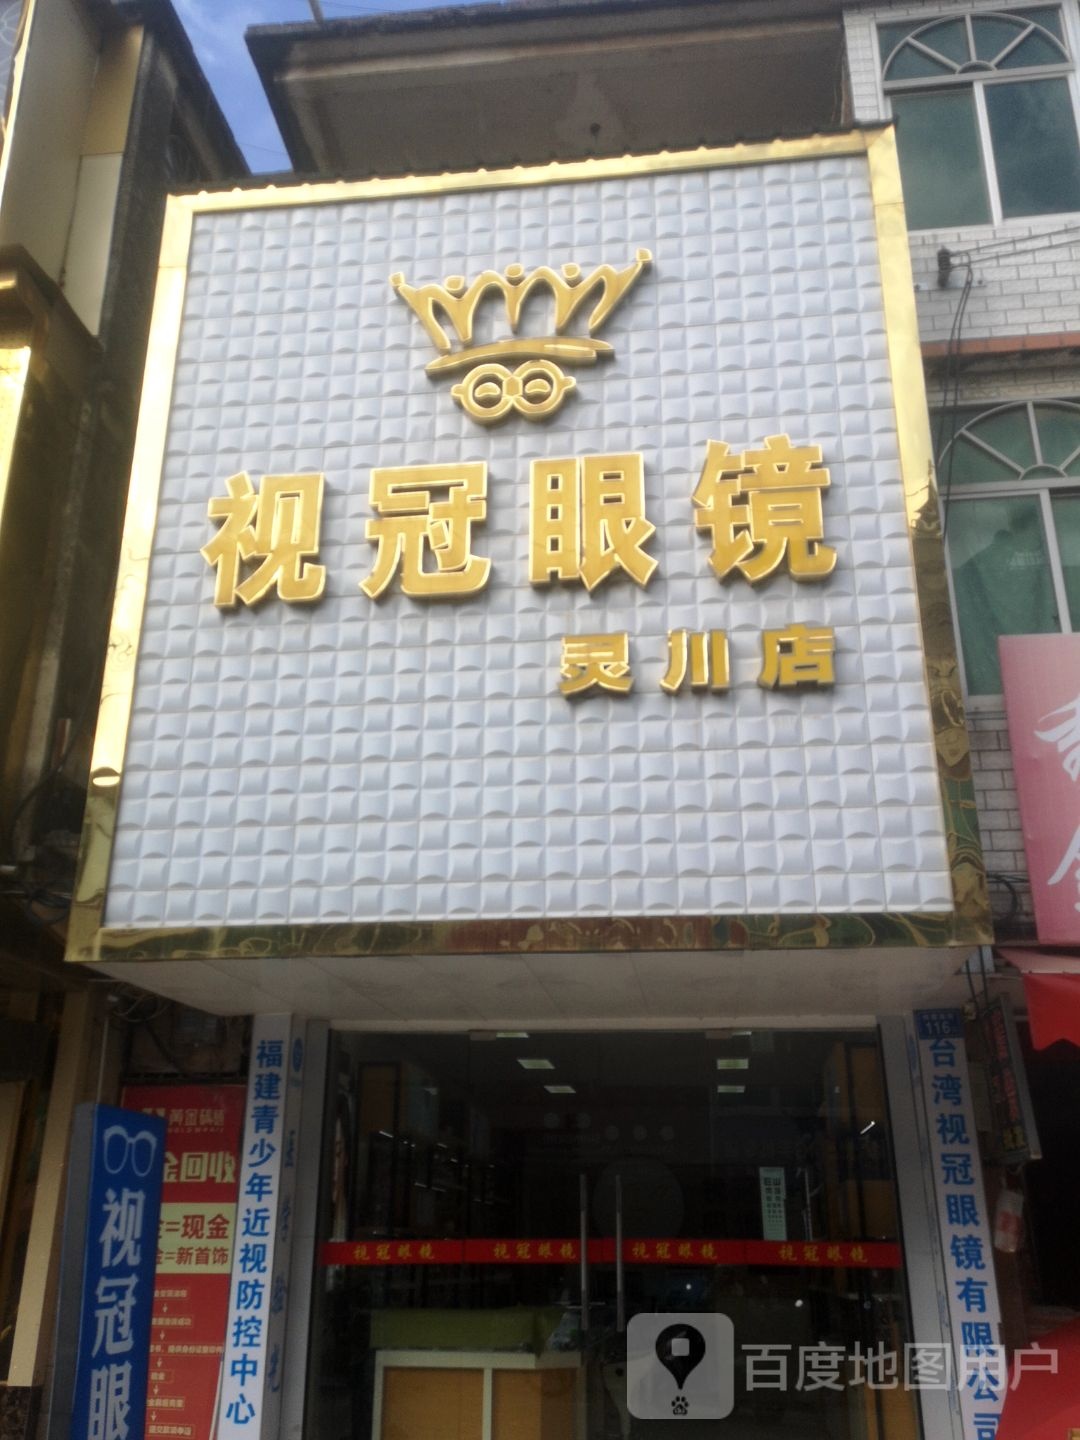 视冠眼镜
灵川店
116
福建青少年近视防控中心
台湾视冠眼镜有限公司
黄金回收
金=现金
金=新首饰
视冠眼
视冠眼镜 视冠眼镜 视冠眼镜 视冠眼镜
百度地图用户